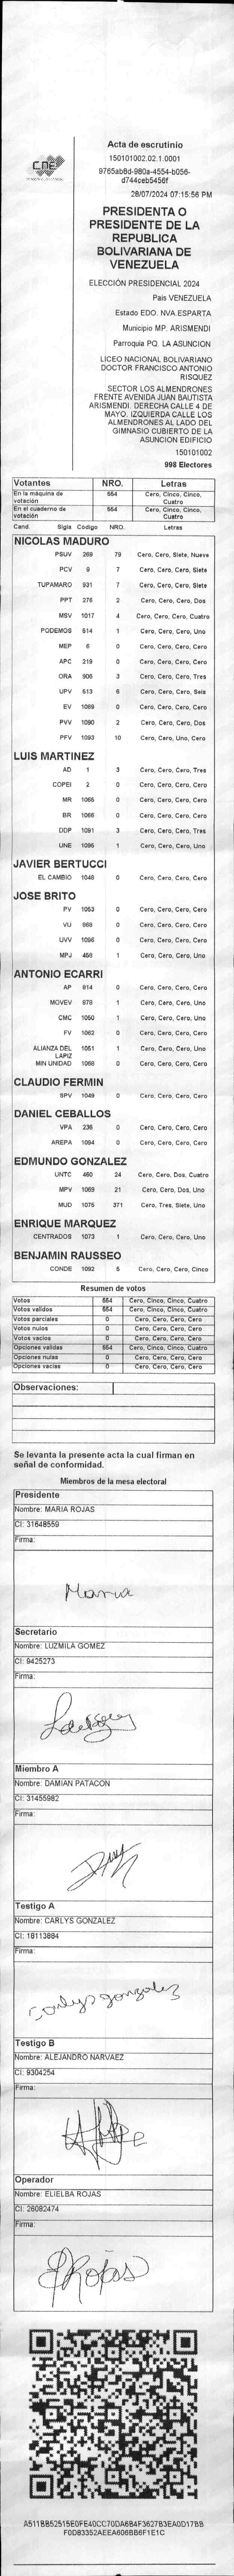 CNE
Acta de escrutinio
150101002.02.1.0001
9765ab8d-980a-4554-b056-
d744ceb5456f
28/07/2024 07:15:56 PM
PRESIDENTA O
PRESIDENTE DE LA
REPUBLICA
BOLIVARIANA DE
VENEZUELA
ELECCIÓN PRESIDENCIAL 2024
Pais VENEZUELA
Estado EDO. NVA.ESPARTA
Municipio MP. ARISMENDI
Parroquia PQ. LA ASUNCION
LICEO NACIONAL BOLIVARIANO
DOCTOR FRANCISCO ANTONIO
RISQUEZ
SECTOR LOS ALMENDRONES
FRENTE AVENIDA JUAN BAUTISTA
ARISMENDI. DERECHA CALLE 4 DE
MAYO. IZQUIERDA CALLE LOS
ALMENDRONES AL LADO DEL
GIMNASIO CUBIERTO DE LA
ASUNCION EDIFICIO
150101002
998 Electores
Votantes NRO. Letras
En la máquina de votación 554 Cero, Cinco, Cinco, Cuatro
En el cuaderno de votación 554 Cero, Cinco, Cinco, Cuatro
Cand. Sigla Código NRO. Letras
NICOLAS MADURO
PSUV 269 79 Cero, Cero, Siete, Nueve
PCV 9 7 Cero, Cero, Cero, Siete
TUPAMARO 931 7 Cero, Cero, Cero, Siete
PPT 275 2 Cero, Cero, Cero, Dos
MSV 1017 4 Cero, Cero, Cero, Cuatro
PODEMOS 514 1 Cero, Cero, Cero, Uno
MEP 6 0 Cero, Cero, Cero, Cero
APC 219 0 Cero, Cero, Cero, Cero
ORA 906 3 Cero, Cero, Cero, Tres
UPV 513 6 Cero, Cero, Cero, Seis
EV 1089 0 Cero, Cero, Cero, Cero
PVV 1090 2 Cero, Cero, Cero, Dos
PFV 1093 10 Cero, Cero, Uno, Cero
LUIS MARTINEZ
AD 1 3 Cero, Cero, Cero, Tres
COPEI 2 0 Cero, Cero, Cero, Cero
MR 1065 0 Cero, Cero, Cero, Cero
BR 1066 0 Cero, Cero, Cero, Cero
DDP 1091 3 Cero, Cero, Cero, Tres
UNE 1095 1 Cero, Cero, Cero, Uno
JAVIER BERTUCCI
EL CAMBIO 1048 0 Cero, Cero, Cero, Cero
JOSE BRITO
PV 1053 0 Cero, Cero, Cero, Cero
VU 868 0 Cero, Cero, Cero, Cero
UVV 1096 0 Cero, Cero, Cero, Cero
MPJ 458 1 Cero, Cero, Cero, Uno
ANTONIO ECARRI
AP 814 0 Cero, Cero, Cero, Cero
MOVEV 878 1 Cero, Cero, Cero, Uno
CMC 1050 1 Cero, Cero, Cero, Uno
FV 1062 0 Cero, Cero, Cero, Cero
ALIANZA DEL LAPIZ 1051 1 Cero, Cero, Cero, Uno
MIN UNIDAD 1068 0 Cero, Cero, Cero, Cero
CLAUDIO FERMIN
SPV 1049 0 Cero, Cero, Cero, Cero
DANIEL CEBALLOS
VPA 236 0 Cero, Cero, Cero, Cero
AREPA 1094 0 Cero, Cero, Cero, Cero
EDMUNDO GONZALEZ
UNTC 460 24 Cero, Cero, Dos, Cuatro
MPV 1069 21 Cero, Cero, Dos, Uno
MUD 1075 371 Cero, Tres, Siete, Uno
ENRIQUE MARQUEZ
CENTRADOS 1073 1 Cero, Cero, Cero, Uno
BENJAMIN RAUSSEO
CONDE 1092 5 Cero, Cero, Cero, Cinco
Resumen de votos
Votos 554 Cero, Cinco, Cinco, Cuatro
Votos validos 554 Cero, Cinco, Cinco, Cuatro
Votos parciales 0 Cero, Cero, Cero, Cero
Votos nulos 0 Cero, Cero, Cero, Cero
Votos vacios 0 Cero, Cero, Cero, Cero
Opciones validas 554 Cero, Cinco, Cinco, Cuatro
Opciones nulas 0 Cero, Cero, Cero, Cero
Opciones vacias 0 Cero, Cero, Cero, Cero
Observaciones:
Se levanta la presente acta la cual firman en
señal de conformidad.
Miembros de la mesa electoral
Presidente
Nombre: MARIA ROJAS
CI: 31648559
Firma:
Maria
Secretario
Nombre: LUZMILA GOMEZ
CI: 9425273
Firma:
Miembro A
Nombre: DAMIAN PATACON
CI: 31455982
Firma:
Testigo A
Nombre: CARLYS GONZALEZ
CI: 18113884
Firma:
carlys gonzalez
Testigo B
Nombre: ALEJANDRO NARVAEZ
CI: 9304254
Firma:
Operador
Nombre: ELIELBA ROJAS
CI: 26082474
Firma:
ERojas
A511BB52515E0FE40CC70DA6B4F3627B3EA0D17BB
F0D83352AEEA606BB6F1E1C